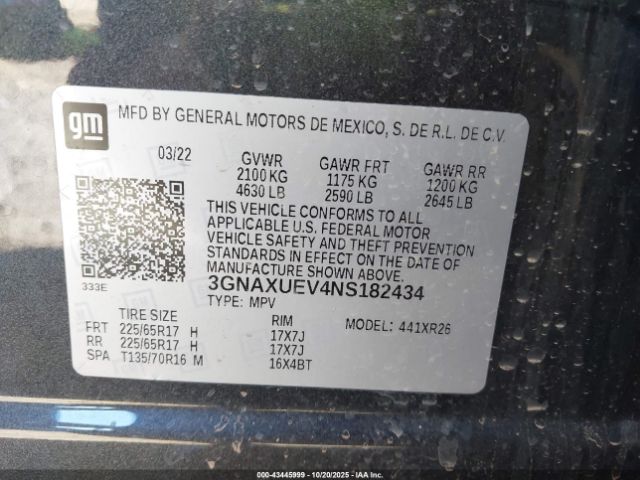 gm
MFD BY GENERAL MOTORS DE MEXICO, S. DE R.L. DE C.V.
03/22 GVWR GAWR FRT GAWR RR
2100 KG 1175 KG 1200 KG
4630 LB 2590 LB 2645 LB
THIS VEHICLE CONFORMS TO ALL
APPLICABLE U.S. FEDERAL MOTOR
VEHICLE SAFETY AND THEFT PREVENTION
STANDARDS IN EFFECT ON THE DATE OF
MANUFACTURE SHOWN ABOVE.
333E 3GNAXUEV4NS182434
TYPE: MPV
TIRE SIZE RIM MODEL: 441XR26
FRT 225/65R17 H 17X7J
RR 225/65R17 H 17X7J
SPA T135/70R16 M 16X4BT
000-43445999 | 10/20/2025 | IAA Inc.